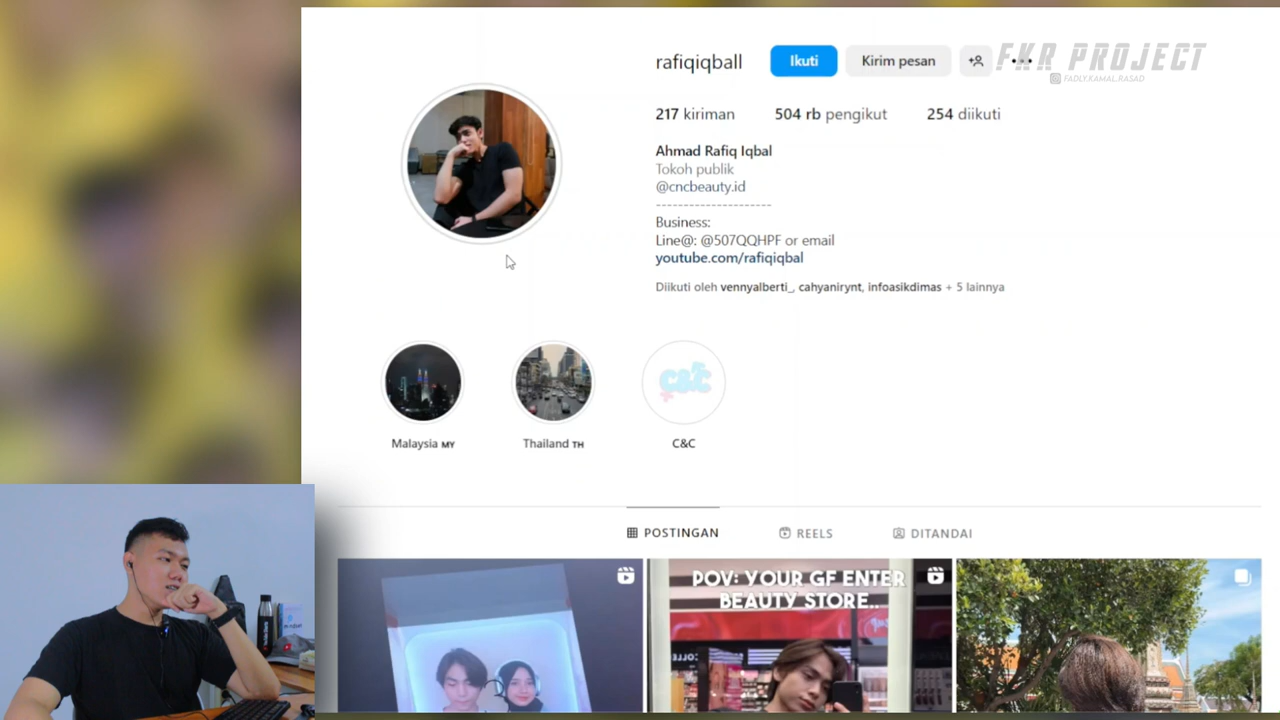 rafiqiqball
Ikuti
Kirim pesan
FKR PROJECT
FADLY.KAMAL.RASAD
217 kiriman
504 rb pengikut
254 diikuti
Ahmad Rafiq Iqbal
Tokoh publik
@cncbeauty.id
---------------------
Business:
Line@: @507QQHPF or email
youtube.com/rafiqiqbal
Diikuti oleh vennyalberti_, cahyanirynt, infoasikdimas + 5 lainnya
C&C
Malaysia MY
Thailand TH
C&C
POSTINGAN
REELS
DITANDAI
POV: YOUR GF ENTER
BEAUTY STORE..